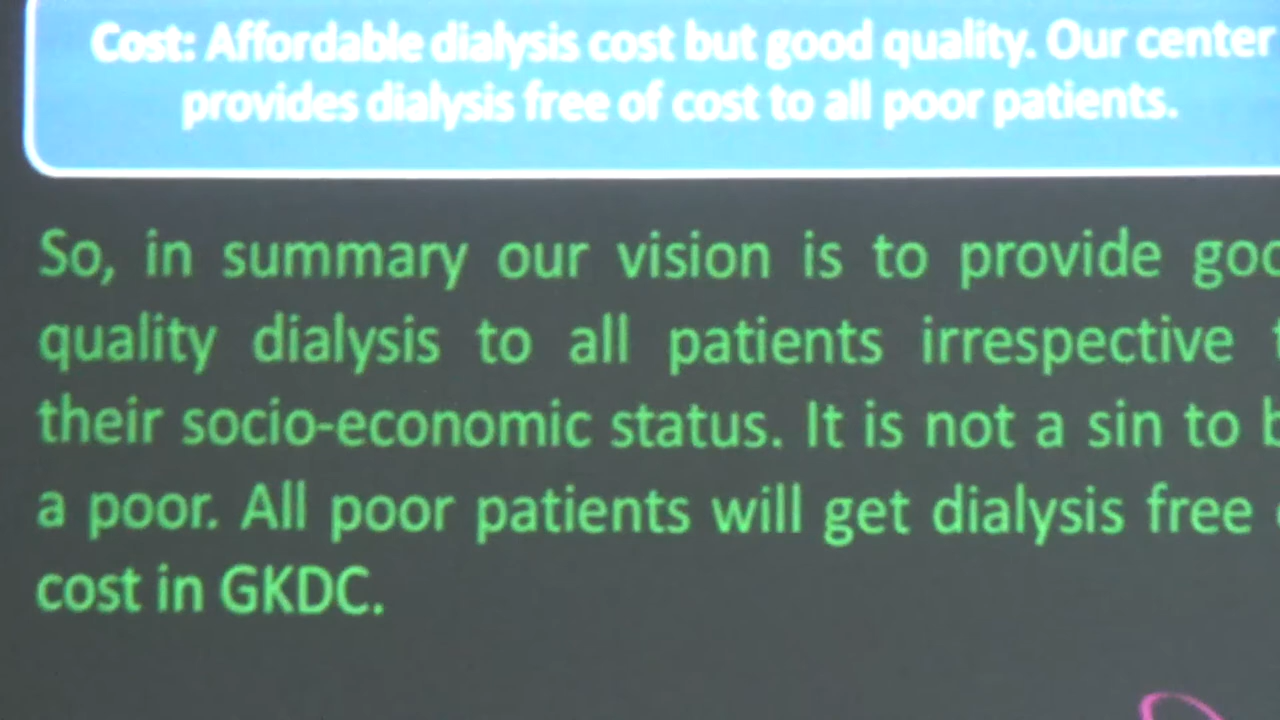 Cost: Affordable dialysis cost but good quality. Our center
provides dialysis free of cost to all poor patients.
So, in summary our vision is to provide
quality dialysis to all patients irrespective
their socio-economic status. It is not a sin to
a poor. All poor patients will get dialysis free
cost in GKDC.